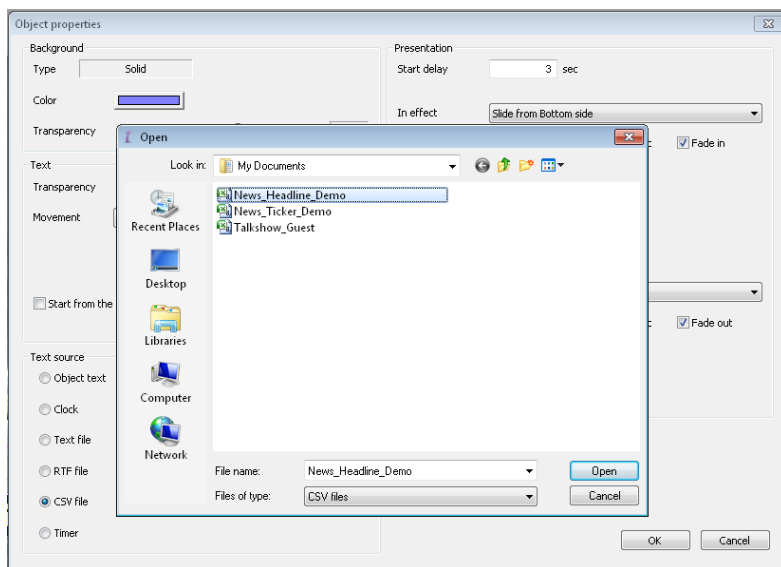 Object properties
Background
Type Solid
Color
Transparency
Text
Transparency
Movement
Start from the
Text source
Object text
Clock
Text file
RTF file
CSV file
Timer
Presentation
Start delay 3 sec
In effect Slide from Bottom side
Fade in
Fade out
OK Cancel
Open
Look in: My Documents
Recent Places
Desktop
Libraries
Computer
Network
News_Headline_Demo
News_Ticker_Demo
Talkshow_Guest
File name: News_Headline_Demo Open
Files of type: CSV files Cancel